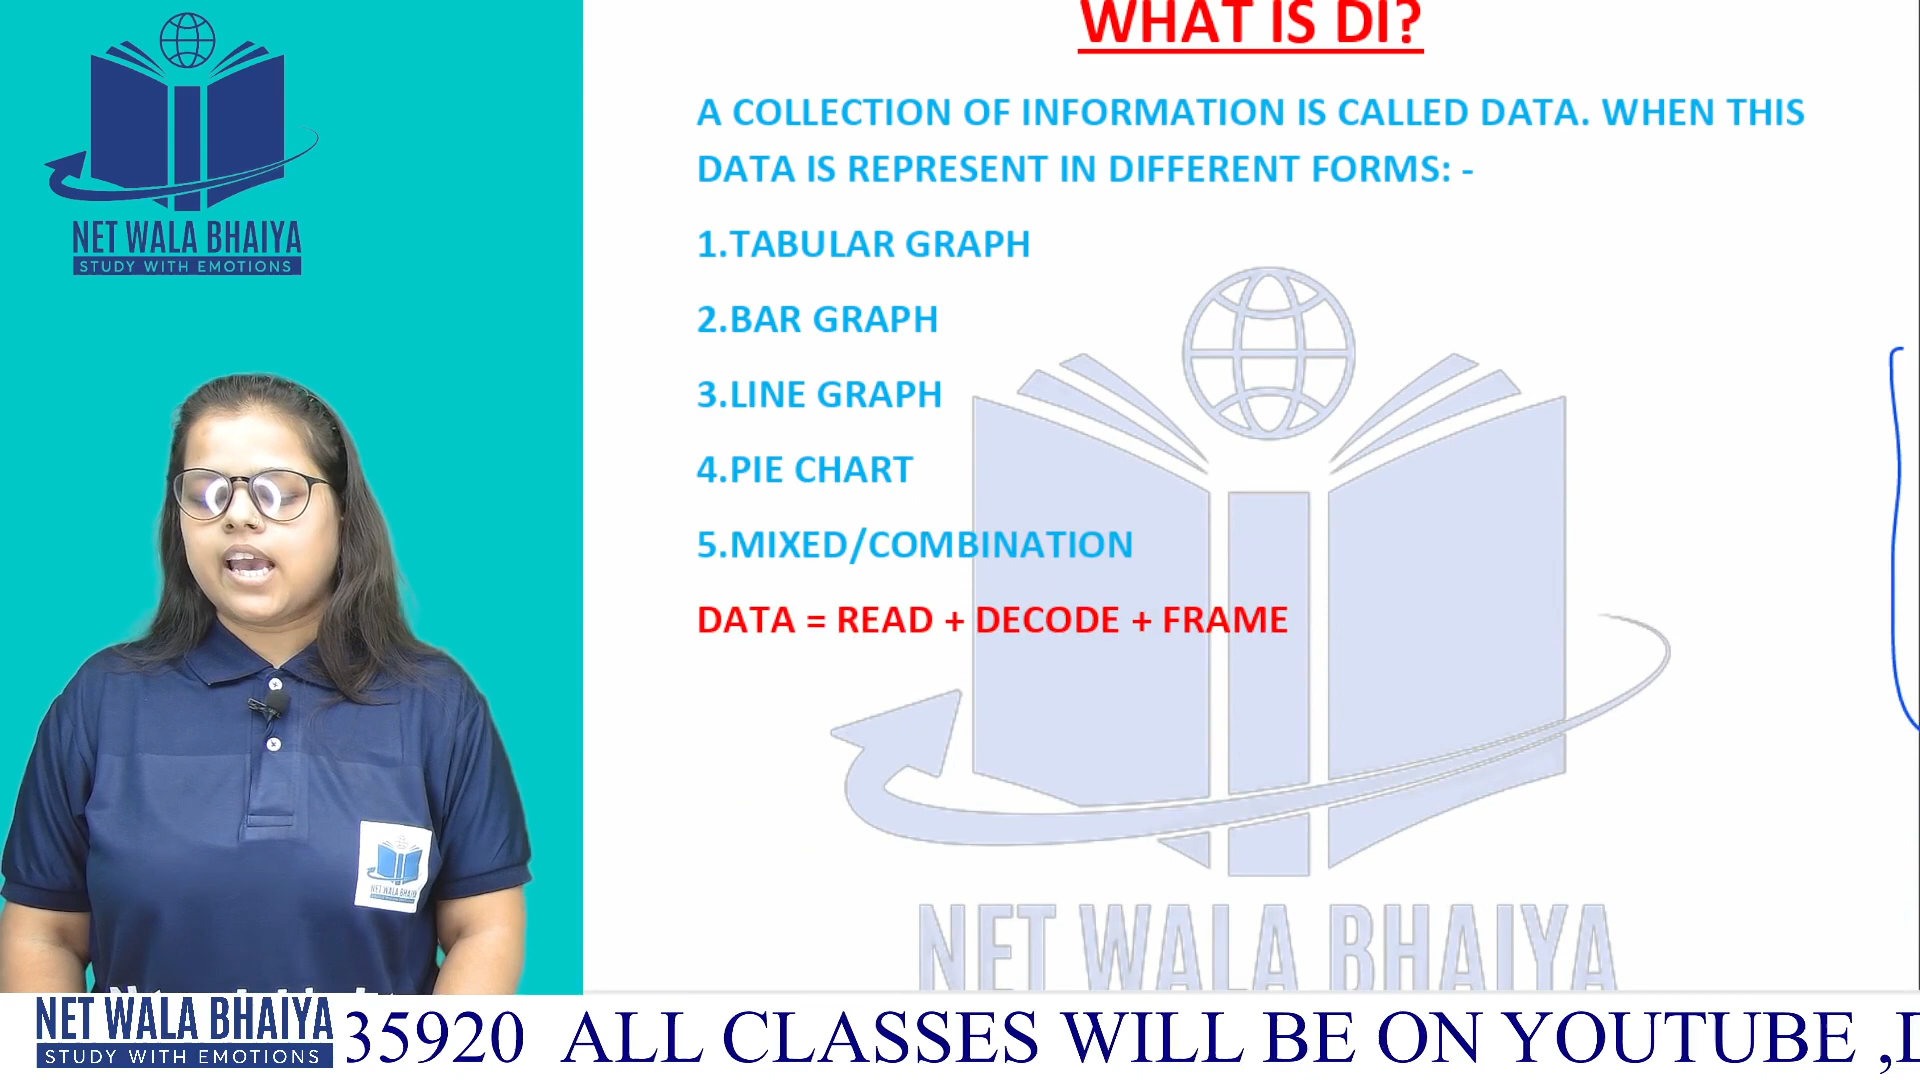 WHAT IS DI?
A COLLECTION OF INFORMATION IS CALLED DATA. WHEN THIS
DATA IS REPRESENT IN DIFFERENT FORMS: -
1.TABULAR GRAPH
2.BAR GRAPH
3.LINE GRAPH
4.PIE CHART
5.MIXED/COMBINATION
DATA = READ + DECODE + FRAME
NET WALA BHAIYA
NET WALA BHAIYA
STUDY WITH EMOTIONS
NET WALA BHAIYA
NET WALA BHAIYA
STUDY WITH EMOTIONS
35920 ALL CLASSES WILL BE ON YOUTUBE ,